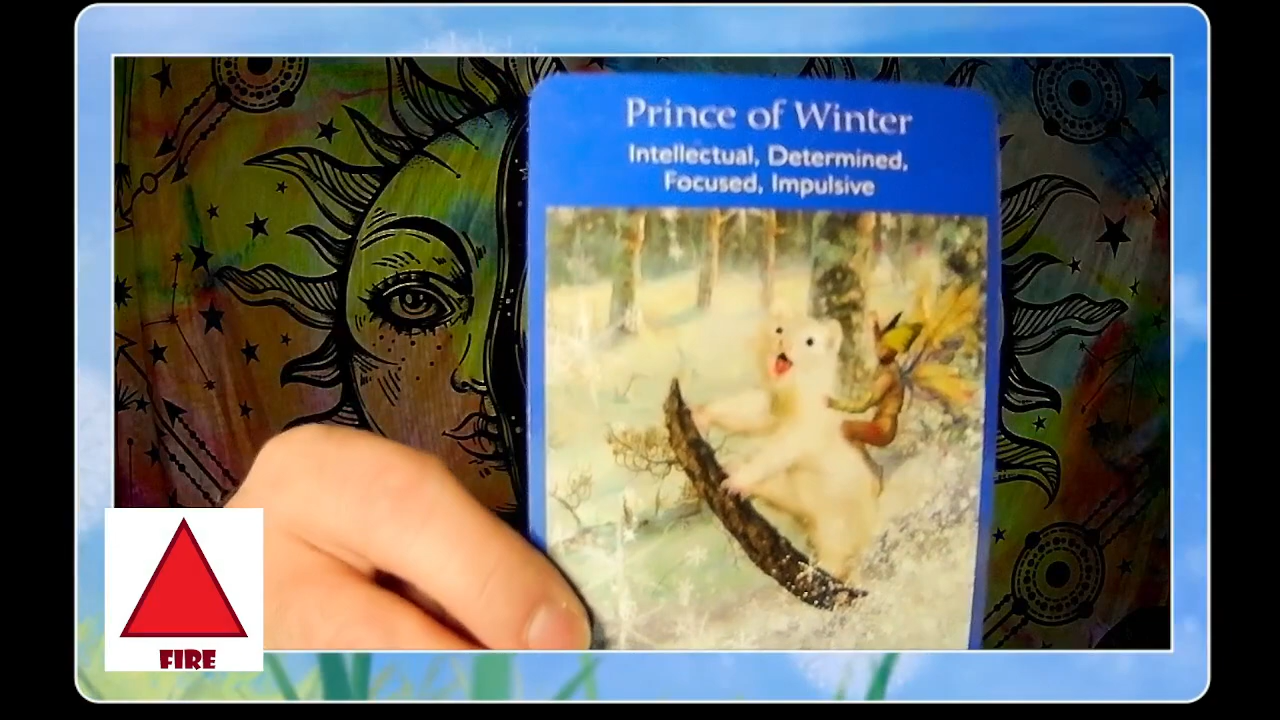 Prince of Winter
Intellectual, Determined,
Focused, Impulsive
FIRE